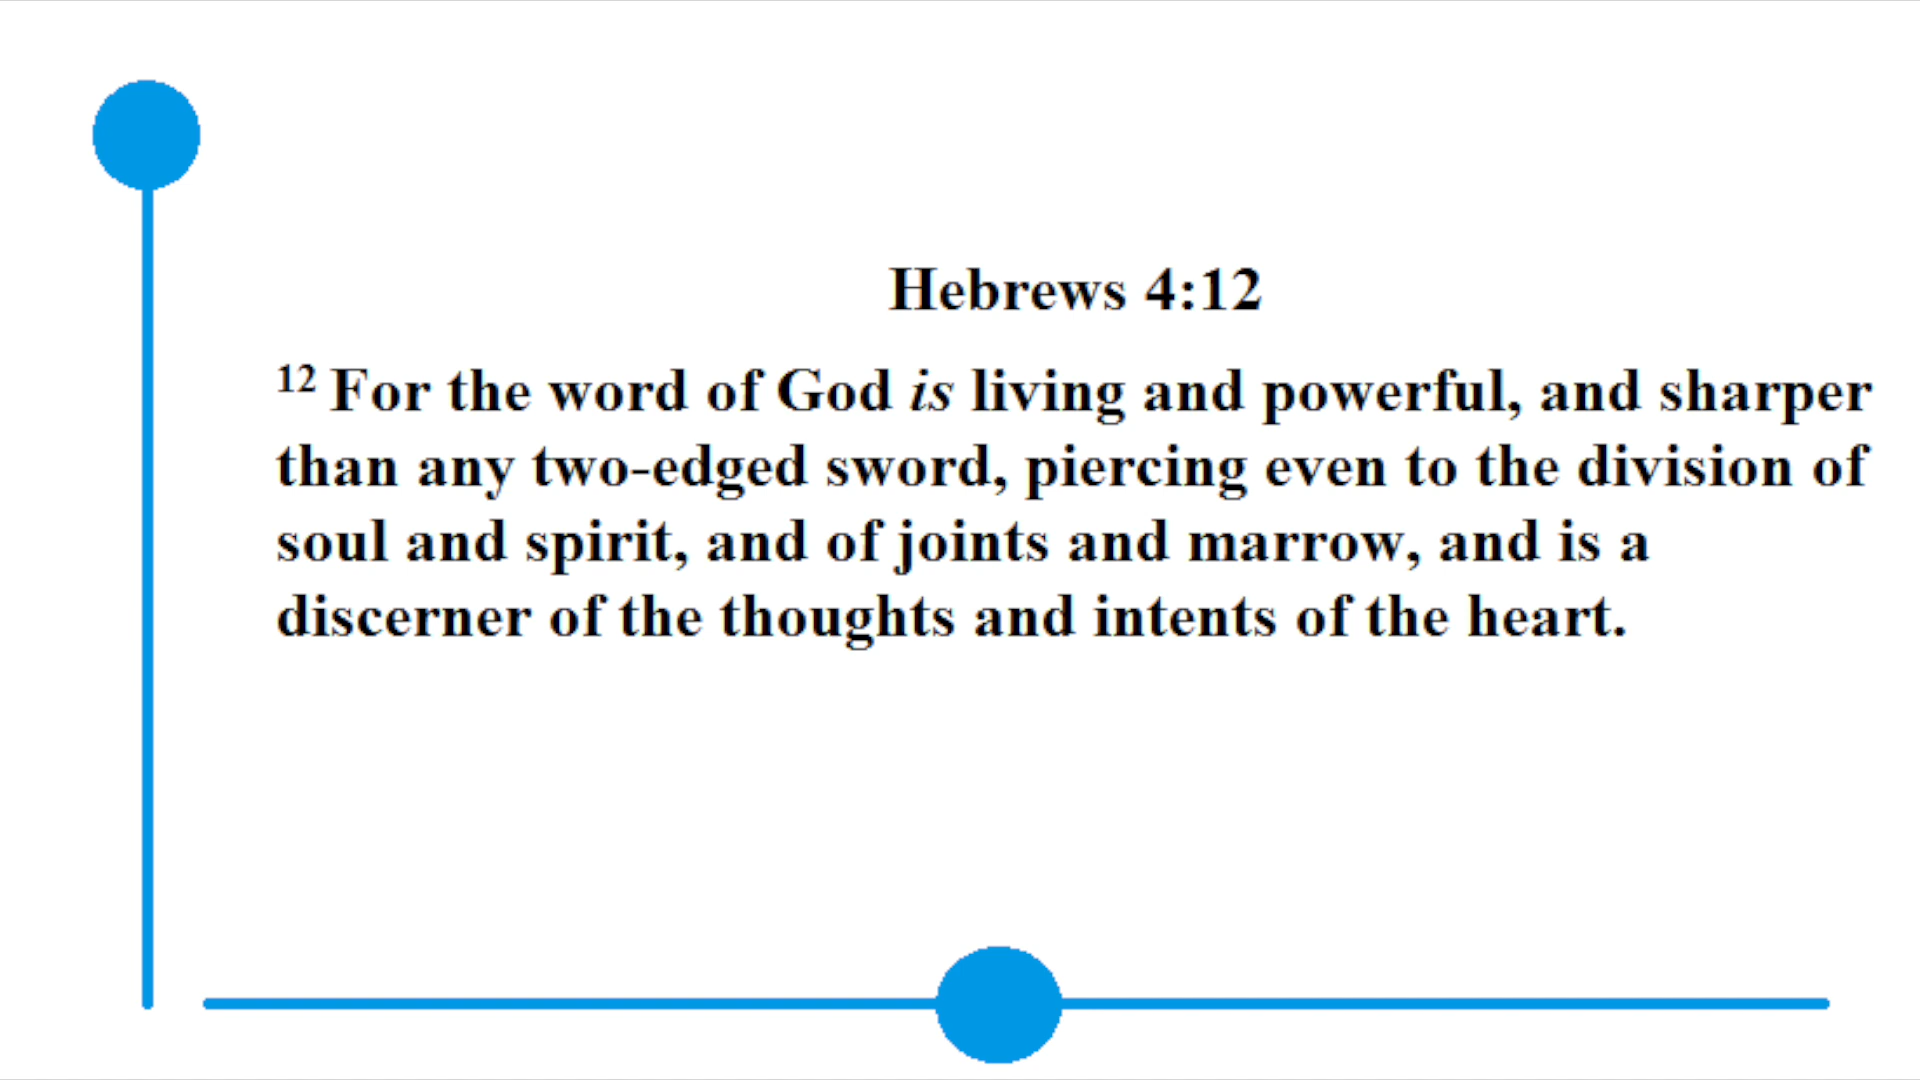 Hebrews 4:12
12 For the word of God is living and powerful, and sharper
than any two-edged sword, piercing even to the division of
soul and spirit, and of joints and marrow, and is a
discerner of the thoughts and intents of the heart.